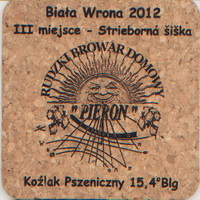 Biała Wrona 2012
III miejsce - Strieborná šiška
RUDZKI BROWAR DOMOWY
"PIERON"
Koźlak Pszeniczny 15,4°Blg